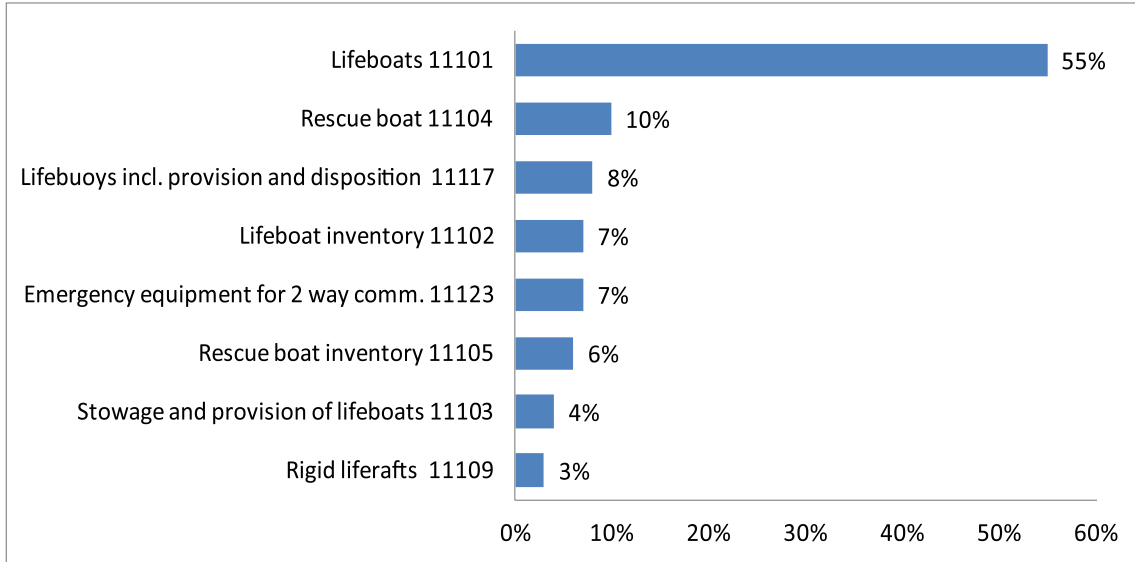 Lifeboats 11101 55%
Rescue boat 11104 10%
Lifebuoys incl. provision and disposition 11117 8%
Lifeboat inventory 11102 7%
Emergency equipment for 2 way comm. 11123 7%
Rescue boat inventory 11105 6%
Stowage and provision of lifeboats 11103 4%
Rigid liferafts 11109 3%
0% 10% 20% 30% 40% 50% 60%